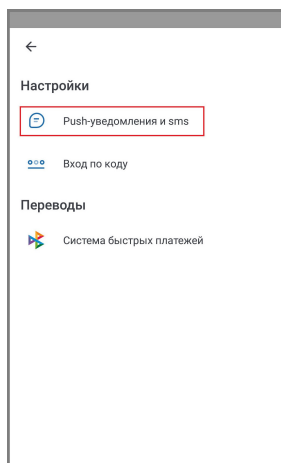 Настройки
Push-уведомления и sms
Вход по коду
Переводы
Система быстрых платежей